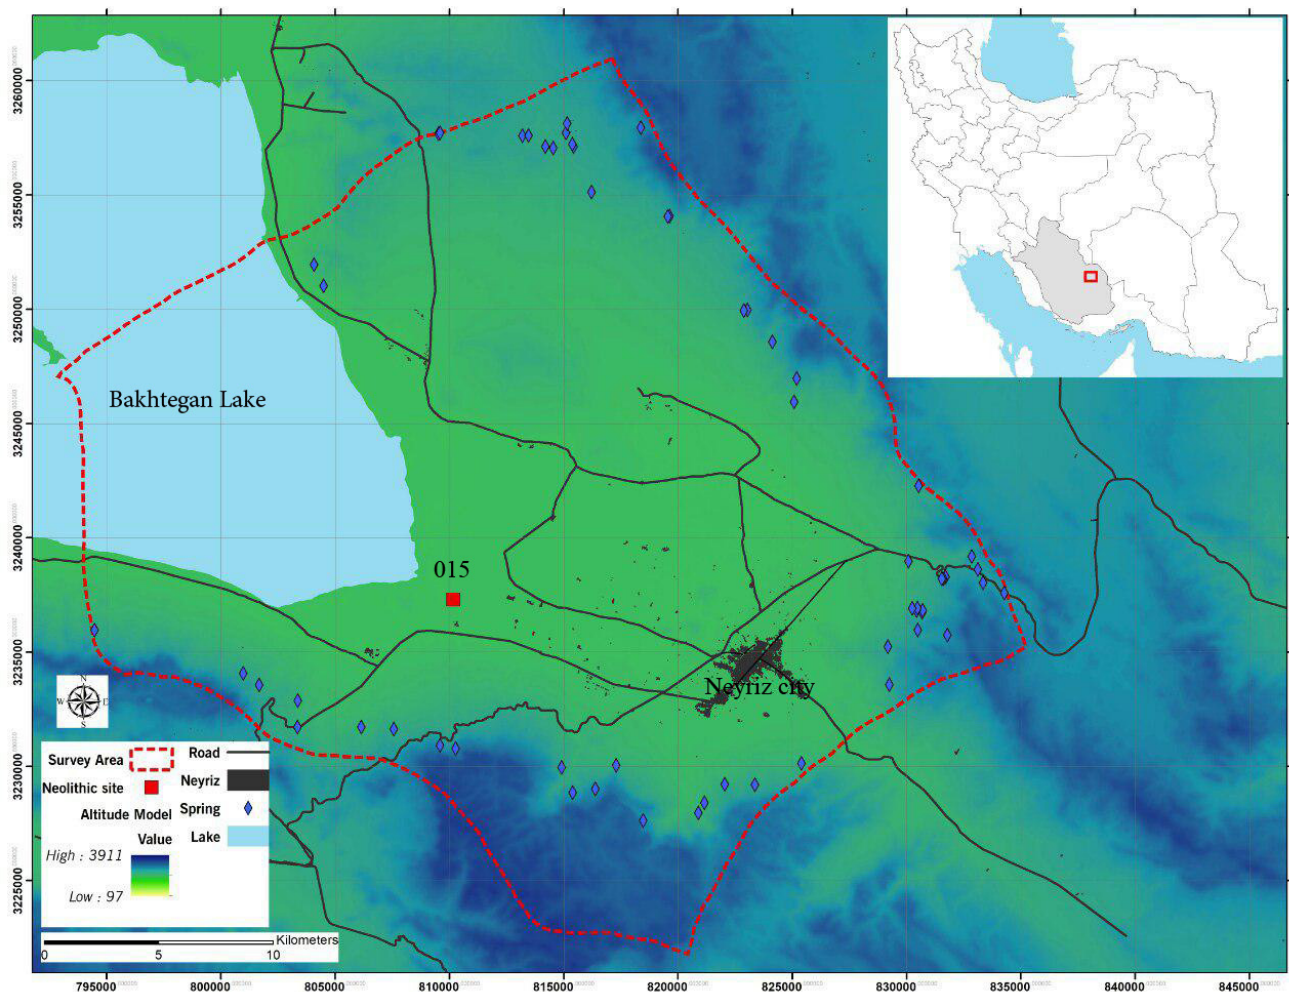 3260000
3255000
3250000
3245000
3240000
3235000
3230000
3225000
Bakhtegan Lake
015
Neyriz city
N
W
E
S
Survey Area
Road
Neolithic site
Neyriz
Altitude Model
Spring
Value
Lake
High : 3911
Low : 97
Kilometers
0 5 10
795000 800000 805000 810000 815000 820000 825000 830000 835000 840000 845000